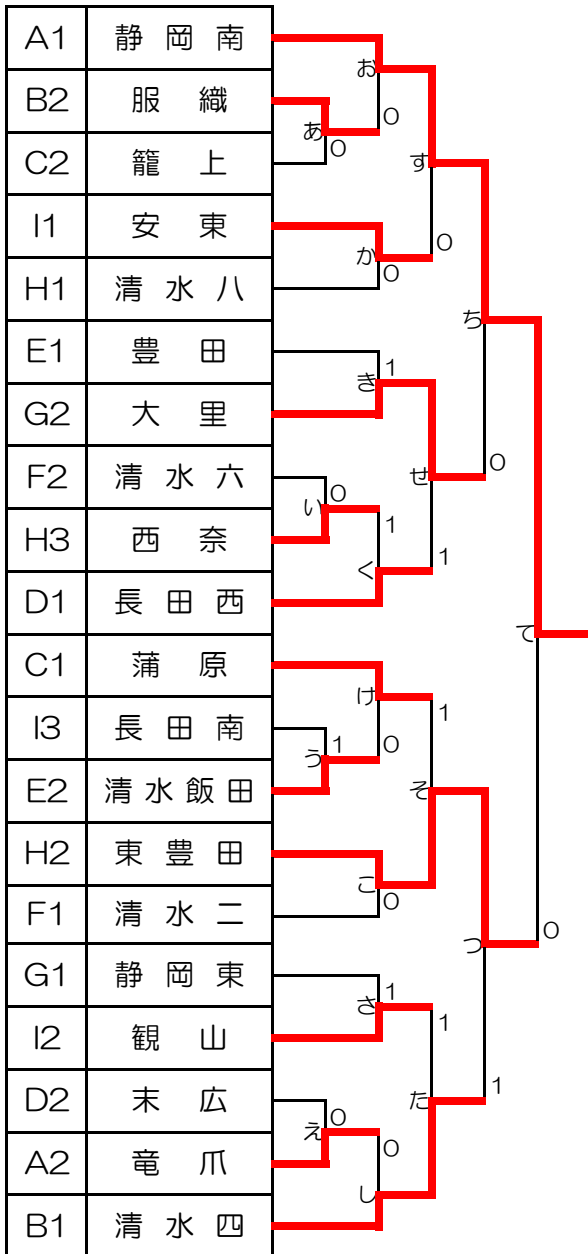 A1 静岡南
お
B2 服織
0
あ
C2 籠上
0
す
I1 安東
0
か
H1 清水八
0
ち
E1 豊田
1
き
G2 大里
0
F2 清水六
せ
0
い
H3 西奈
1
1
く
D1 長田西
て
C1 蒲原
け
1
I3 長田南
1
0
う
E2 清水飯田
そ
H2 東豊田
こ
0
F1 清水二
0
つ
G1 静岡東
1
さ
I2 観山
1
D2 末広
1
た
0
え
A2 竜爪
0
し
B1 清水四